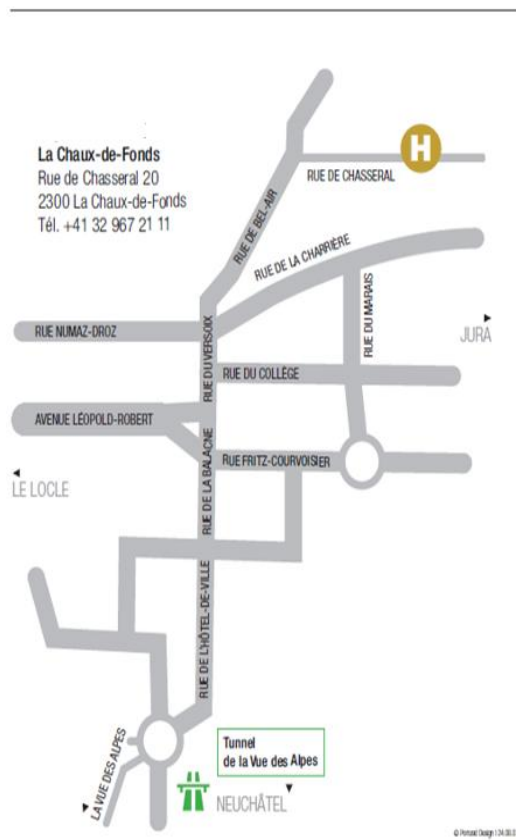 La Chaux-de-Fonds
Rue de Chasseral 20
2300 La Chaux-de-Fonds
Tél. +41 32 967 21 11
H
RUE DE CHASSERAL
RUE DE BEL-AIR
RUE DE LA CHARRIÈRE
RUE NUMAZ-DROZ
RUE DU VERSOIX
RUE DU MARAIS
JURA
RUE DU COLLÈGE
AVENUE LÉOPOLD-ROBERT
RUE DE LA BALACNE
RUE FRITZ-COURVOISIER
LE LOCLE
RUE DE L'HÔTEL-DE-VILLE
LA VUE DES ALPES
Tunnel
de la Vue des Alpes
NEUCHÂTEL